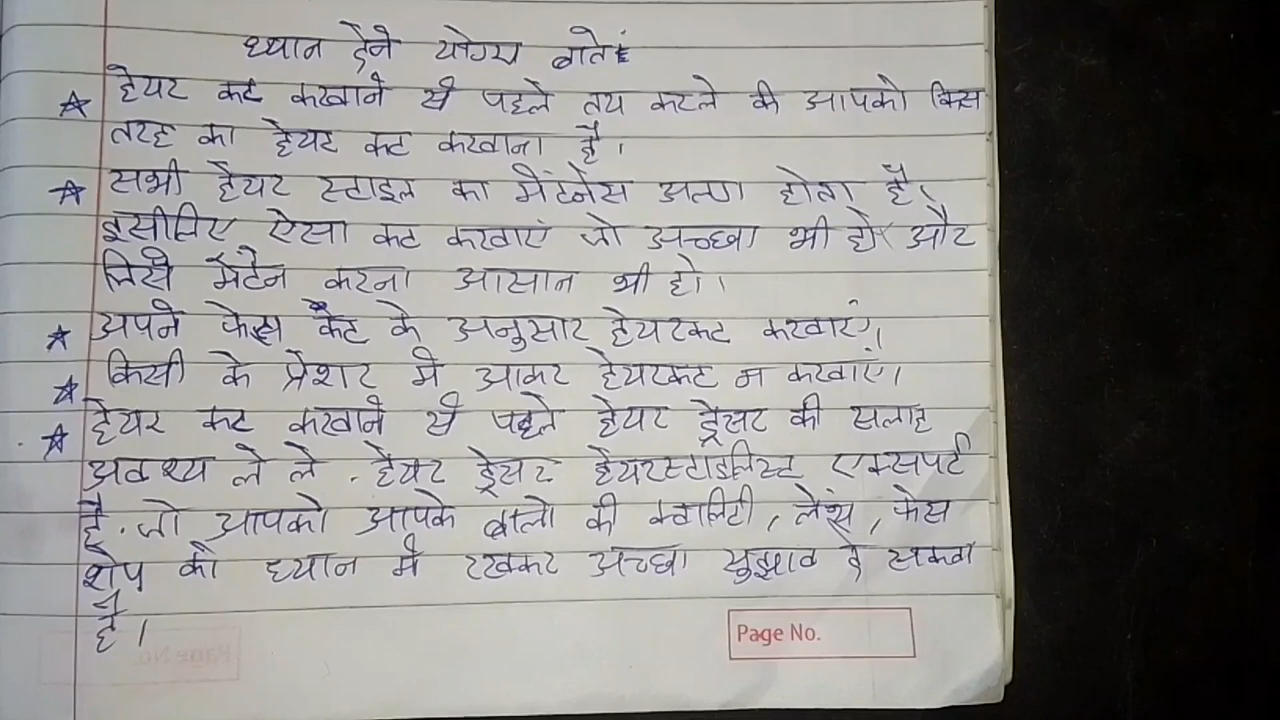 ध्यान देने योग्य बातें
हेयर कट करवाने से पहले तय करले की आपको किस
तरह का हेयर कट करवाना है।
सभी हेयर स्टाइल का मेंटनेंस अलग होता है।
इसीलिए ऐसा कट करवाएं जो अच्छा भी हो और
जिसे मेंटेन करना आसान भी हो।
अपने फेस कट के अनुसार हेयरकट करवाएं।
किसी के प्रेशर में आकर हेयरकट न करवाएं।
हेयर कट करवाने से पहले हेयर ड्रेसर की सलाह
अवश्य ले ले . हेयर ड्रेसर हेयरस्टाइलिस्ट एक्सपर्ट
है . जो आपको आपके बालो की क्वालिटी , लेंथ , फेस
शेप को ध्यान में रखकर अच्छा सुझाव दे सकता
है ।
Page No.